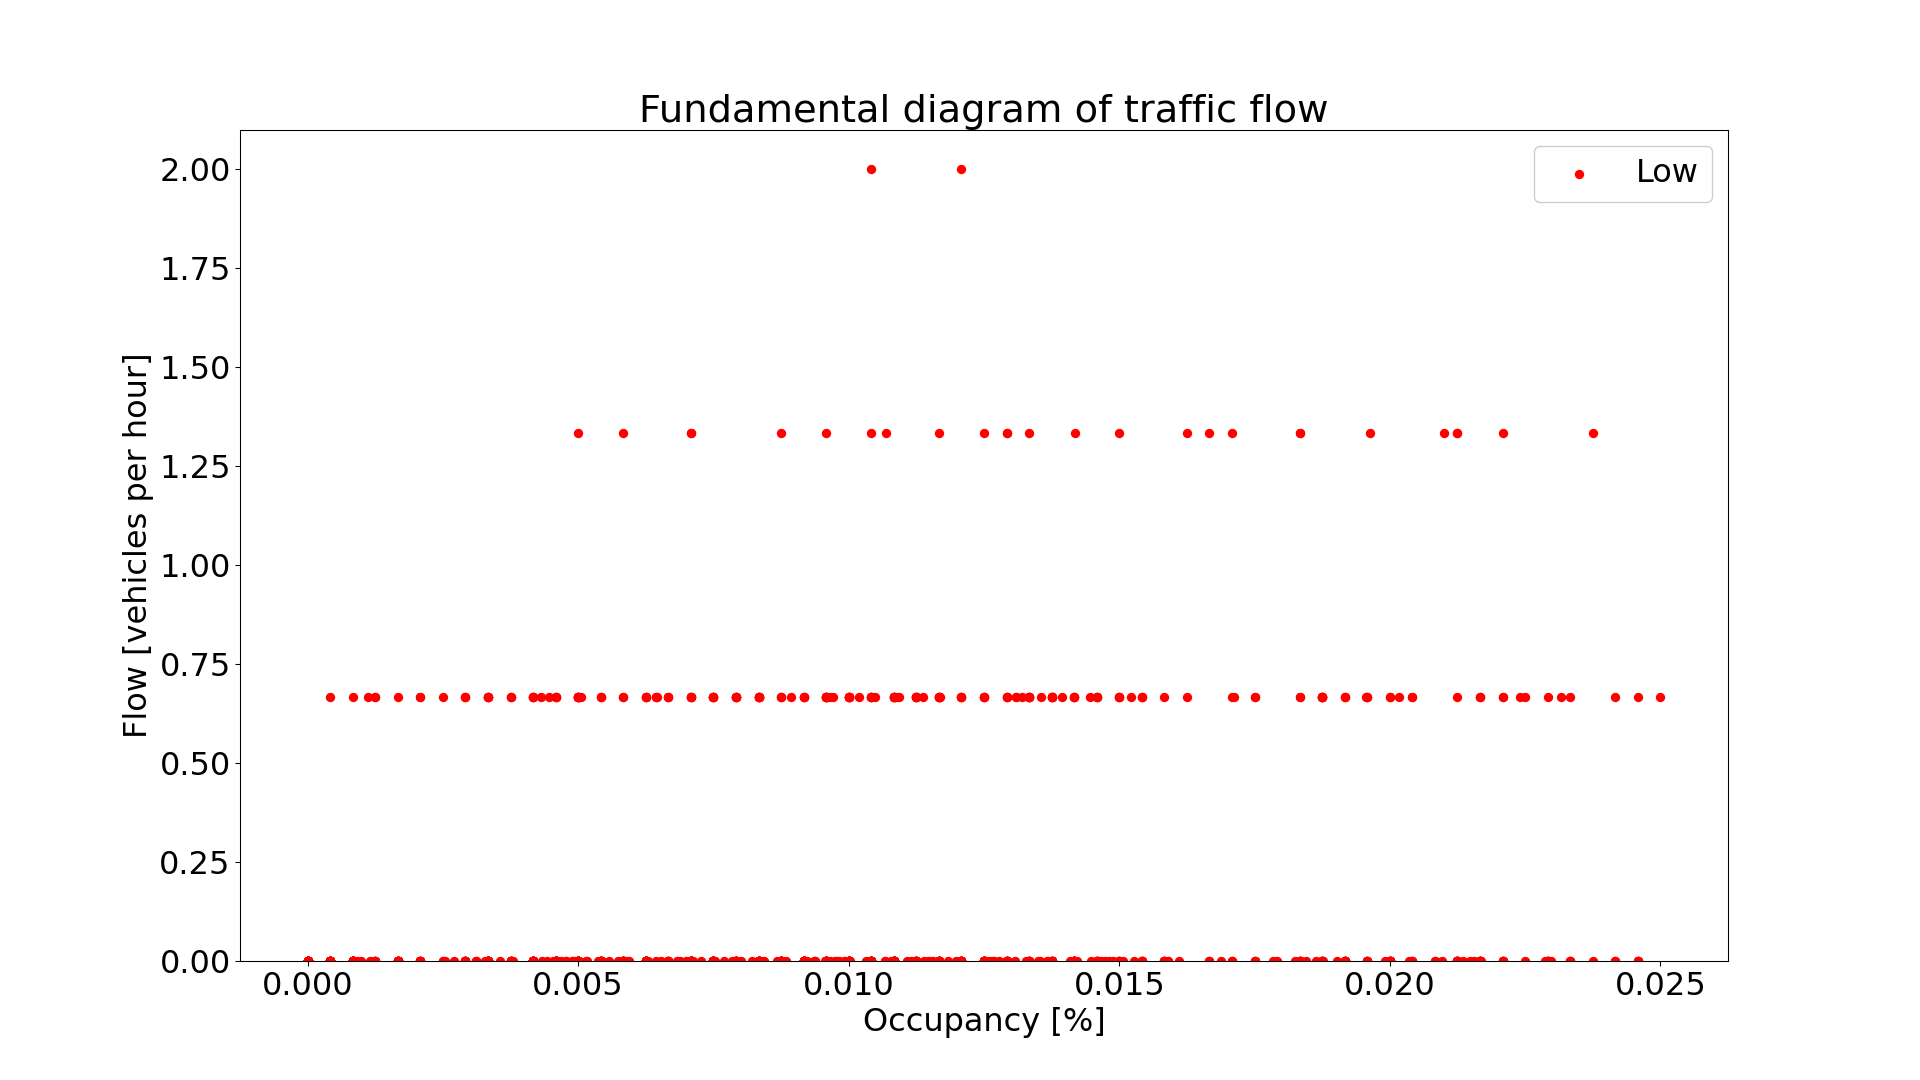 Fundamental diagram of traffic flow
Low
2.00
1.75
1.50
1.25
1.00
0.75
0.50
0.25
0.00
Flow [vehicles per hour]
0.000 0.005 0.010 0.015 0.020 0.025
Occupancy [%]